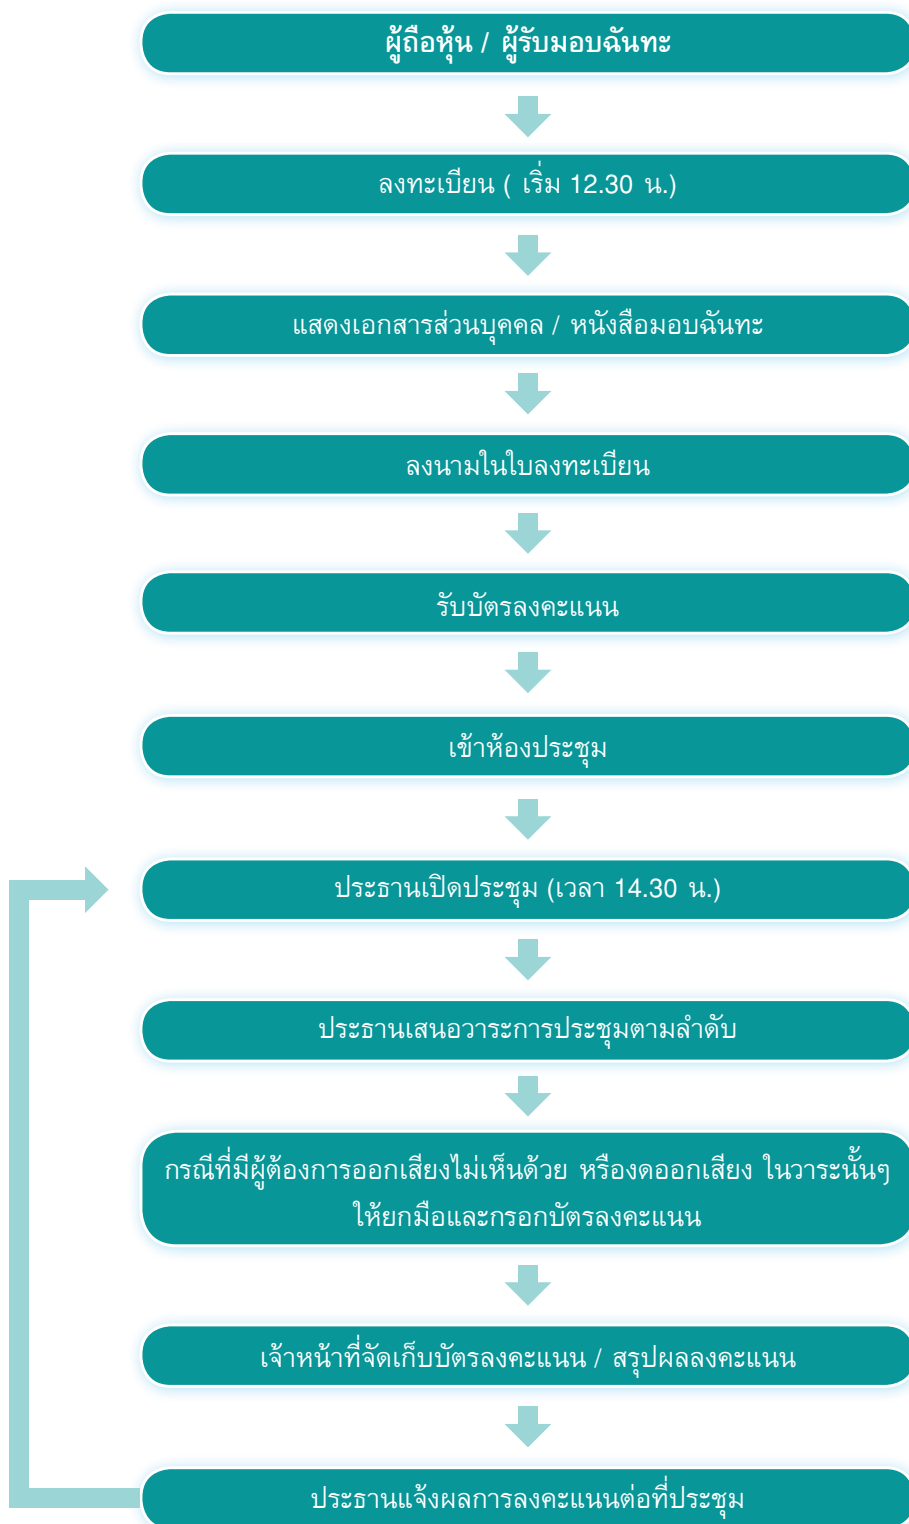 ผู้ถือหุ้น / ผู้รับมอบฉันทะ
ลงทะเบียน ( เริ่ม 12.30 น.)
แสดงเอกสารส่วนบุคคล / หนังสือมอบฉันทะ
ลงนามในใบลงทะเบียน
รับบัตรลงคะแนน
เข้าห้องประชุม
ประธานเปิดประชุม (เวลา 14.30 น.)
ประธานเสนอวาระการประชุมตามลำดับ
กรณีที่มีผู้ต้องการออกเสียงไม่เห็นด้วย หรืองดออกเสียง ในวาระนั้นๆ
ให้ยกมือและกรอกบัตรลงคะแนน
เจ้าหน้าที่จัดเก็บบัตรลงคะแนน / สรุปผลลงคะแนน
ประธานแจ้งผลการลงคะแนนต่อที่ประชุม